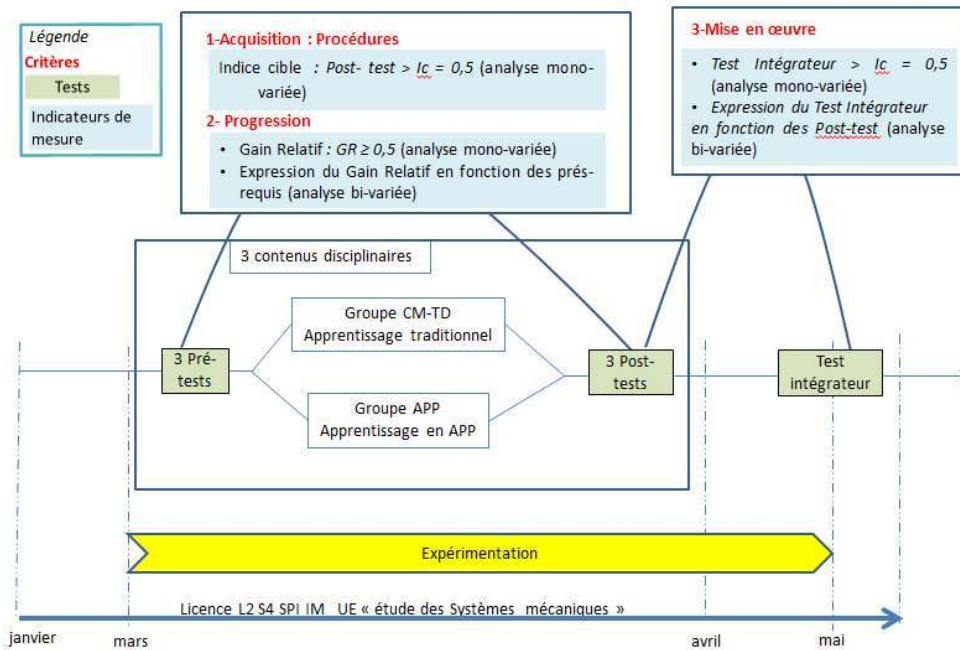 Légende
Critères
Tests
Indicateurs de
mesure
1-Acquisition : Procédures
Indice cible : Post- test > Ic = 0,5 (analyse mono-
variée)
2- Progression
• Gain Relatif : GR ≥ 0,5 (analyse mono-variée)
• Expression du Gain Relatif en fonction des prés-
requis (analyse bi-variée)
3-Mise en œuvre
• Test Intégrateur > Ic = 0,5
(analyse mono-variée)
• Expression du Test Intégrateur
en fonction des Post-test (analyse
bi-variée)
3 contenus disciplinaires
Groupe CM-TD
Apprentissage traditionnel
3 Pré-
tests
3 Post-
tests
Test
intégrateur
Groupe APP
Apprentissage en APP
Expérimentation
Licence L2 S4 SPI IM UE « étude des Systèmes mécaniques »
janvier
mars
avril
mai